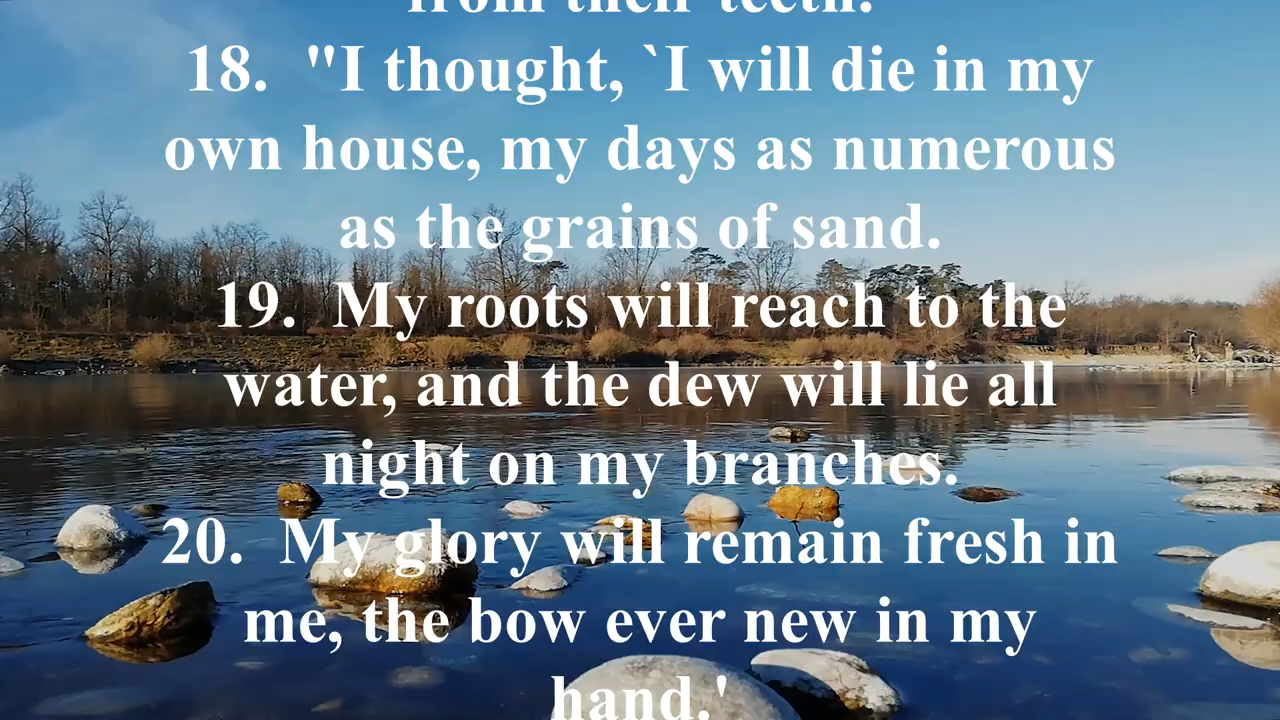 from their teeth.
18.  "I thought, `I will die in my
own house, my days as numerous
as the grains of sand.
19.  My roots will reach to the
water, and the dew will lie all
night on my branches.
20.  My glory will remain fresh in
me, the bow ever new in my
hand.'